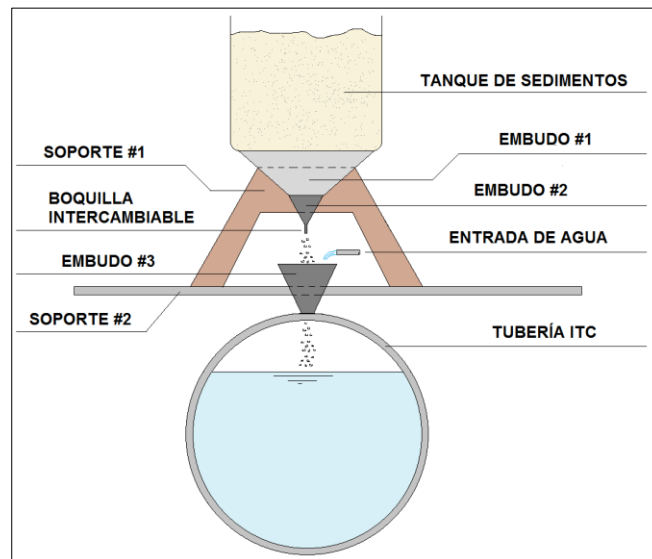 TANQUE DE SEDIMENTOS
SOPORTE #1
EMBUDO #1
BOQUILLA
INTERCAMBIABLE
EMBUDO #2
ENTRADA DE AGUA
EMBUDO #3
SOPORTE #2
TUBERÍA ITC